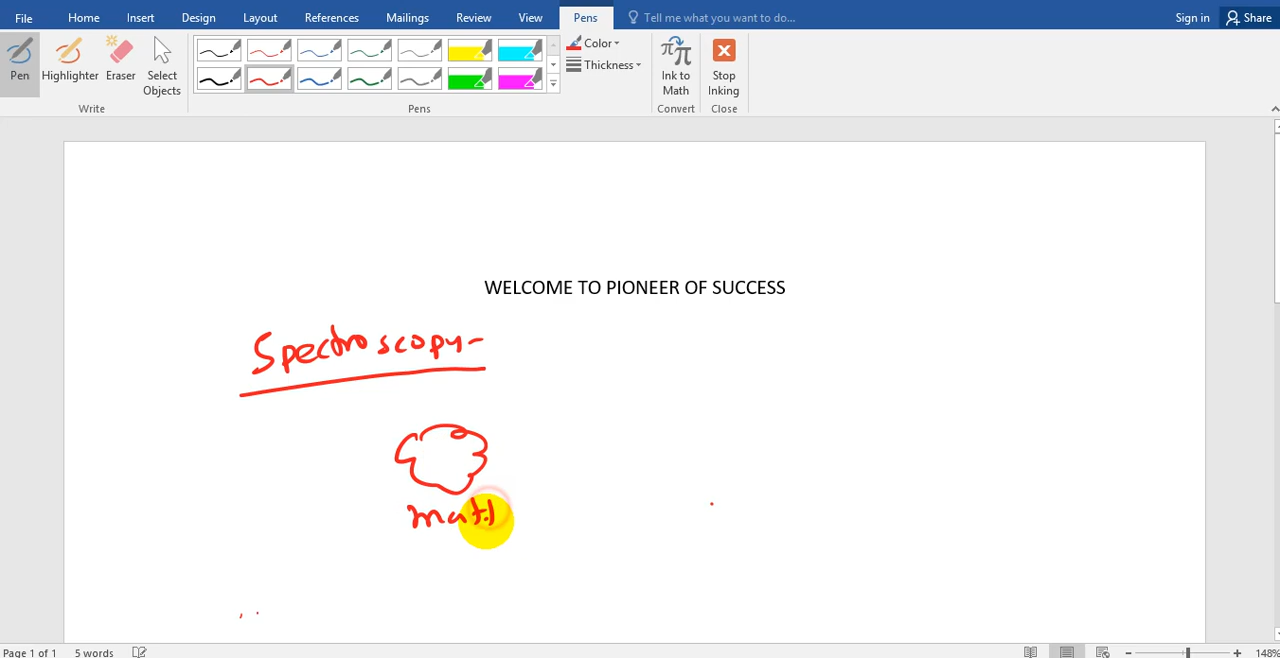 File Home Insert Design Layout References Mailings Review View Pens Tell me what you want to do... Sign in Share
Pen Highlighter Eraser Select Objects Color Thickness Ink to Math Stop Inking
Write Pens Convert Close
WELCOME TO PIONEER OF SUCCESS
Spectroscopy-
Page 1 of 1 5 words 148%